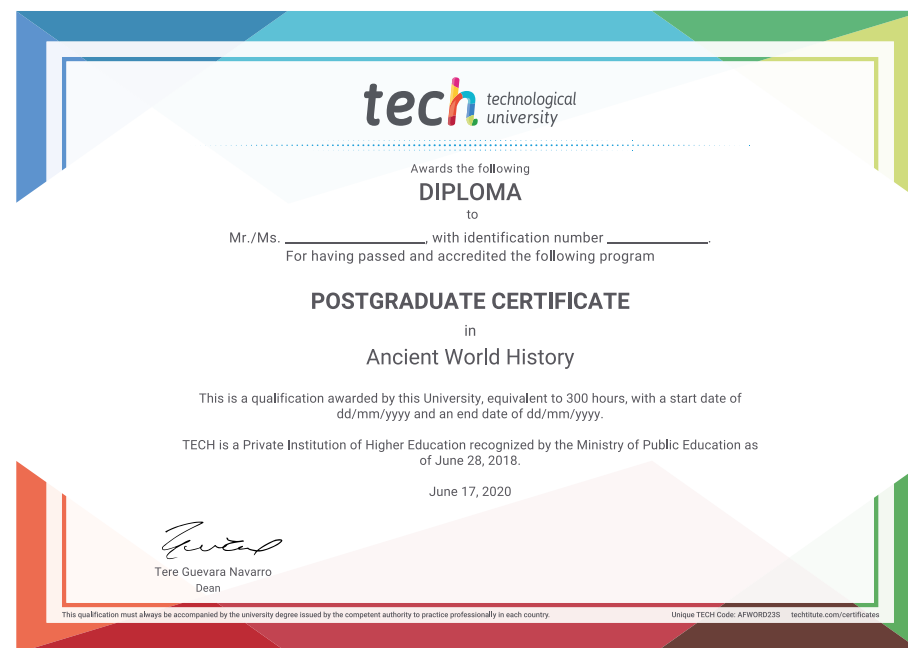 tech technological
university
Awards the following
DIPLOMA
to
Mr./Ms. ____________________, with identification number ______________.
For having passed and accredited the following program
POSTGRADUATE CERTIFICATE
in
Ancient World History
This is a qualification awarded by this University, equivalent to 300 hours, with a start date of
dd/mm/yyyy and an end date of dd/mm/yyyy.
TECH is a Private Institution of Higher Education recognized by the Ministry of Public Education as
of June 28, 2018.
June 17, 2020
Tere Guevara Navarro
Dean
This qualification must always be accompanied by the university degree issued by the competent authority to practice professionally in each country. Unique TECH Code: AFWORD23S techtitute.com/certificates